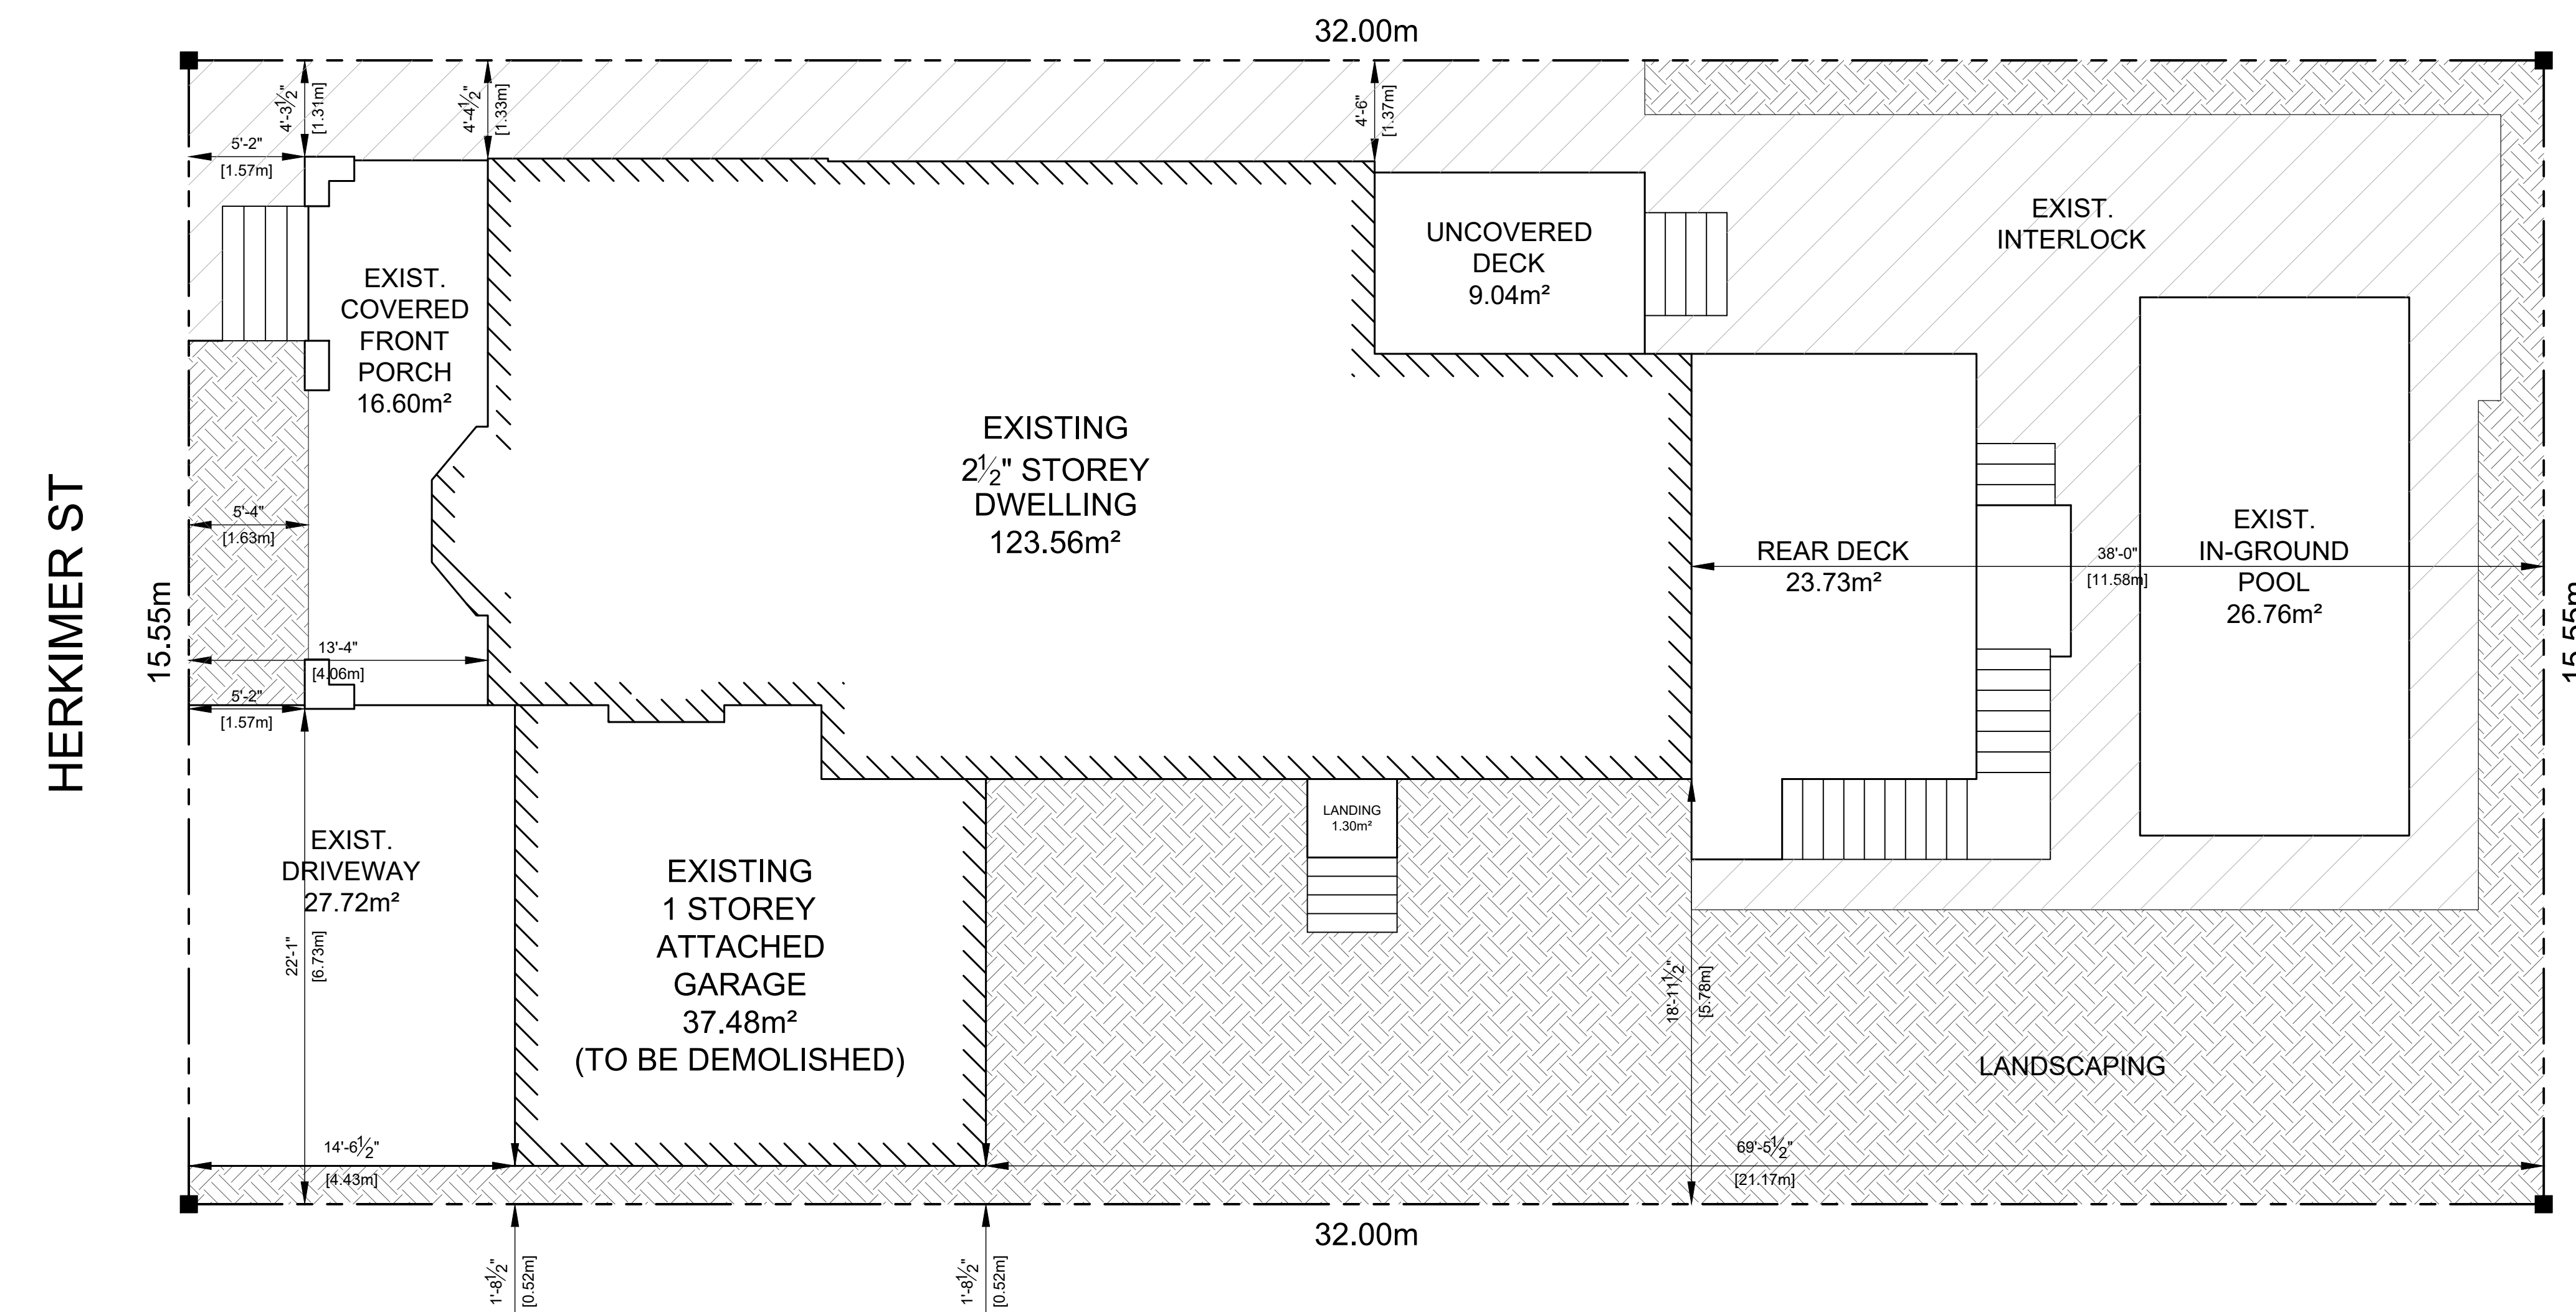 32.00m
4'-3½"
[1.31m]
4'-4½"
[1.33m]
4'-6"
[1.37m]
5'-2"
[1.57m]
EXIST.
COVERED
FRONT
PORCH
16.60m²
UNCOVERED
DECK
9.04m²
EXIST.
INTERLOCK
EXISTING
2½" STOREY
DWELLING
123.56m²
HERKIMER ST
15.55m
5'-4"
[1.63m]
13'-4"
[4.06m]
5'-2"
[1.57m]
REAR DECK
23.73m²
38'-0"
[11.58m]
EXIST.
IN-GROUND
POOL
26.76m²
15.55m
EXIST.
DRIVEWAY
27.72m²
22'-1"
[6.73m]
EXISTING
1 STOREY
ATTACHED
GARAGE
37.48m²
(TO BE DEMOLISHED)
LANDING
1.30m²
18'-11½"
[5.78m]
LANDSCAPING
14'-6½"
[4.43m]
69'-5½"
[21.17m]
32.00m
1'-8½"
[0.52m]
1'-8½"
[0.52m]